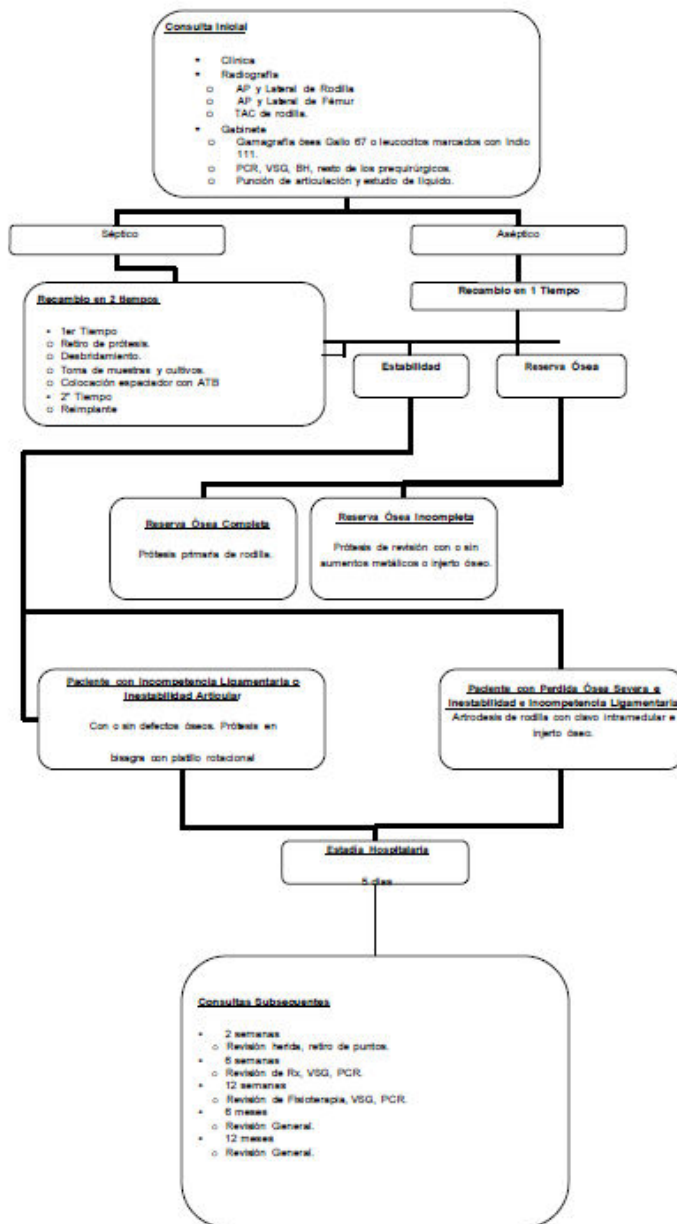 Consulta Inicial
• Clínica
• Radiografía
o AP y Lateral de Rodilla
o AP y Lateral de Fémur
o TAC de rodilla.
• Gabinete
o Gamagrafía ósea Galio 67 o leucocitos marcados con Indio
111.
o PCR, VSG, BH, resto de los prequirúrgicos.
o Punción de articulación y estudio de líquido.
Séptico
Aséptico
Recambio en 2 tiempos
• 1er Tiempo
o Retiro de prótesis.
o Desbridamiento.
o Toma de muestras y cultivos.
o Colocación espaciador con ATB
• 2° Tiempo
o Reimplante
Recambio en 1 Tiempo
Estabilidad
Reserva Ósea
Reserva Ósea Completa
Prótesis primaria de rodilla.
Reserva Ósea Incompleta
Prótesis de revisión con o sin
aumentos metálicos o injerto óseo.
Paciente con Incompetencia Ligamentaria o
Inestabilidad Articular
Con o sin defectos óseos. Prótesis en
bisagra con platillo rotacional
Paciente con Perdida Ósea Severa e
Inestabilidad e Incompetencia Ligamentaria
Artrodesis de rodilla con clavo intramedular e
injerto óseo.
Estadía Hospitalaria
5 días
Consultas Subsecuentes
• 2 semanas
o Revisión herida, retiro de puntos.
• 6 semanas
o Revisión de Rx, VSG, PCR.
• 12 semanas
o Revisión de Fisioterapia, VSG, PCR.
• 6 meses
o Revisión General.
• 12 meses
o Revisión General.